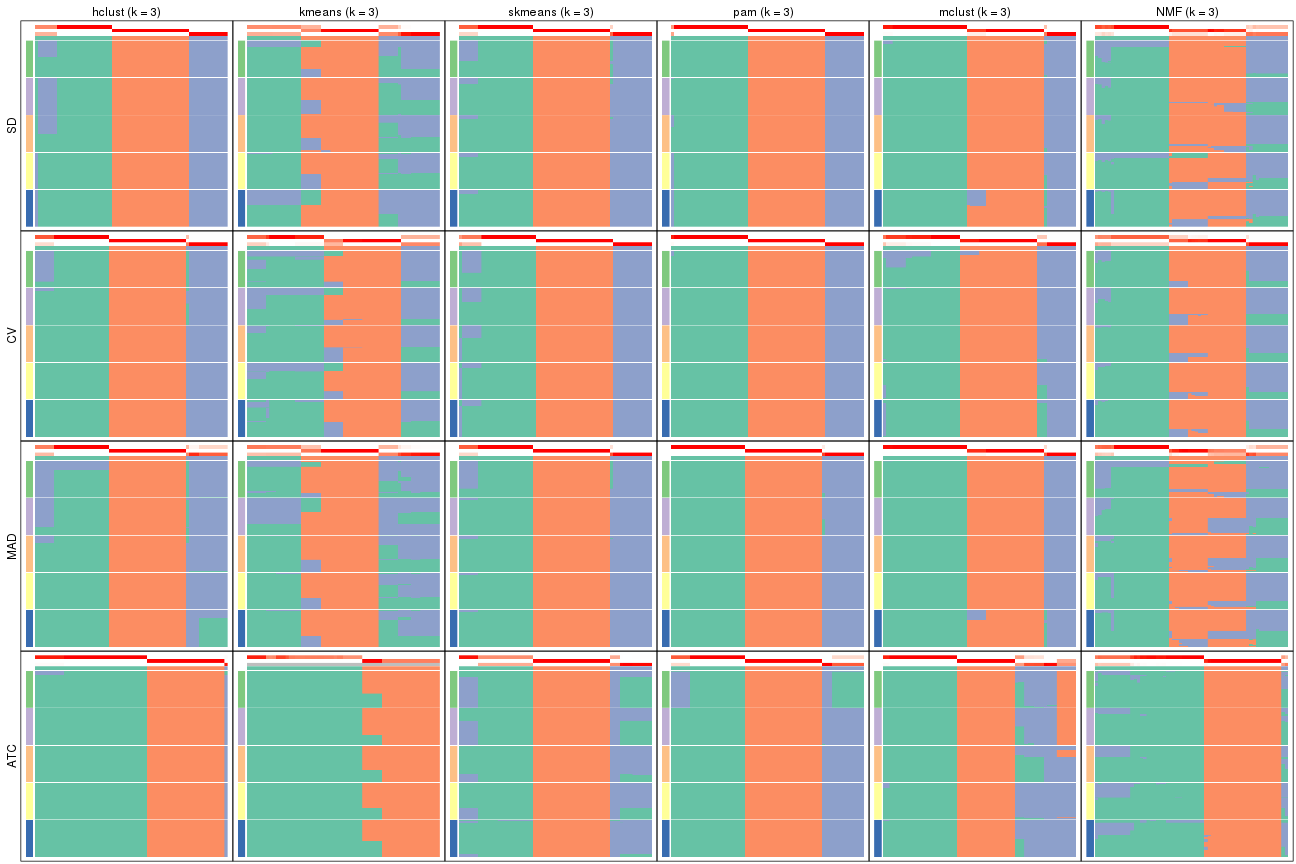 hclust (k = 3)
kmeans (k = 3)
skmeans (k = 3)
pam (k = 3)
mclust (k = 3)
NMF (k = 3)
SD
CV
MAD
ATC